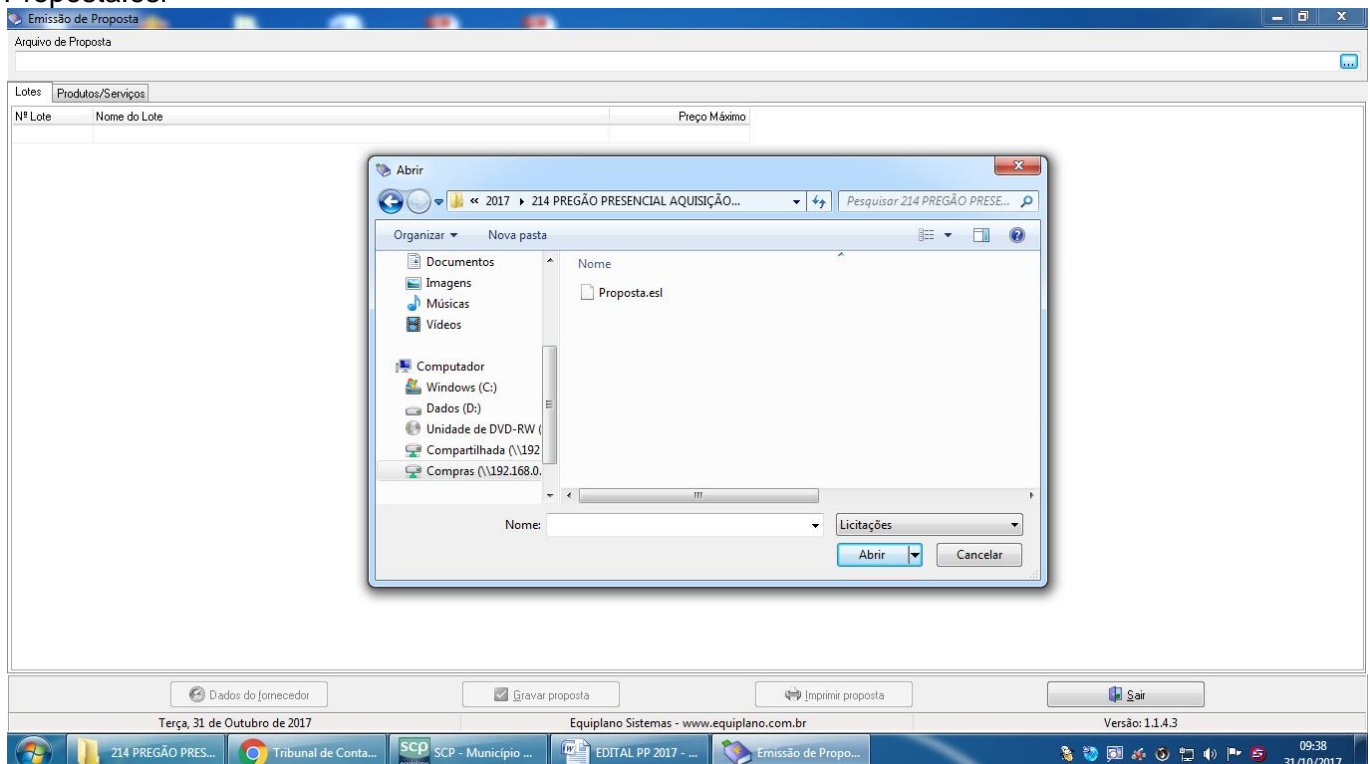 Emissão de Proposta
Arquivo de Proposta
Lotes Produtos/Serviços
Nº Lote Nome do Lote Preço Máximo
Abrir
« 2017 214 PREGÃO PRESENCIAL AQUISIÇÃO... Pesquisar 214 PREGÃO PRESE...
Organizar Nova pasta
Documentos
Imagens
Músicas
Vídeos
Computador
Windows (C:)
Dados (D:)
Unidade de DVD-RW (
Compartilhada (\\192
Compras (\\192.168.0.
Nome
Proposta.esl
Nome: Licitações
Abrir Cancelar
Dados do fornecedor Gravar proposta Imprimir proposta Sair
Terça, 31 de Outubro de 2017 Equiplano Sistemas - www.equiplano.com.br Versão: 1.1.4.3
214 PREGÃO PRES... Tribunal de Conta... SCP SCP - Município ... EDITAL PP 2017 - ... Emissão de Propo... 09:38
31/10/2017